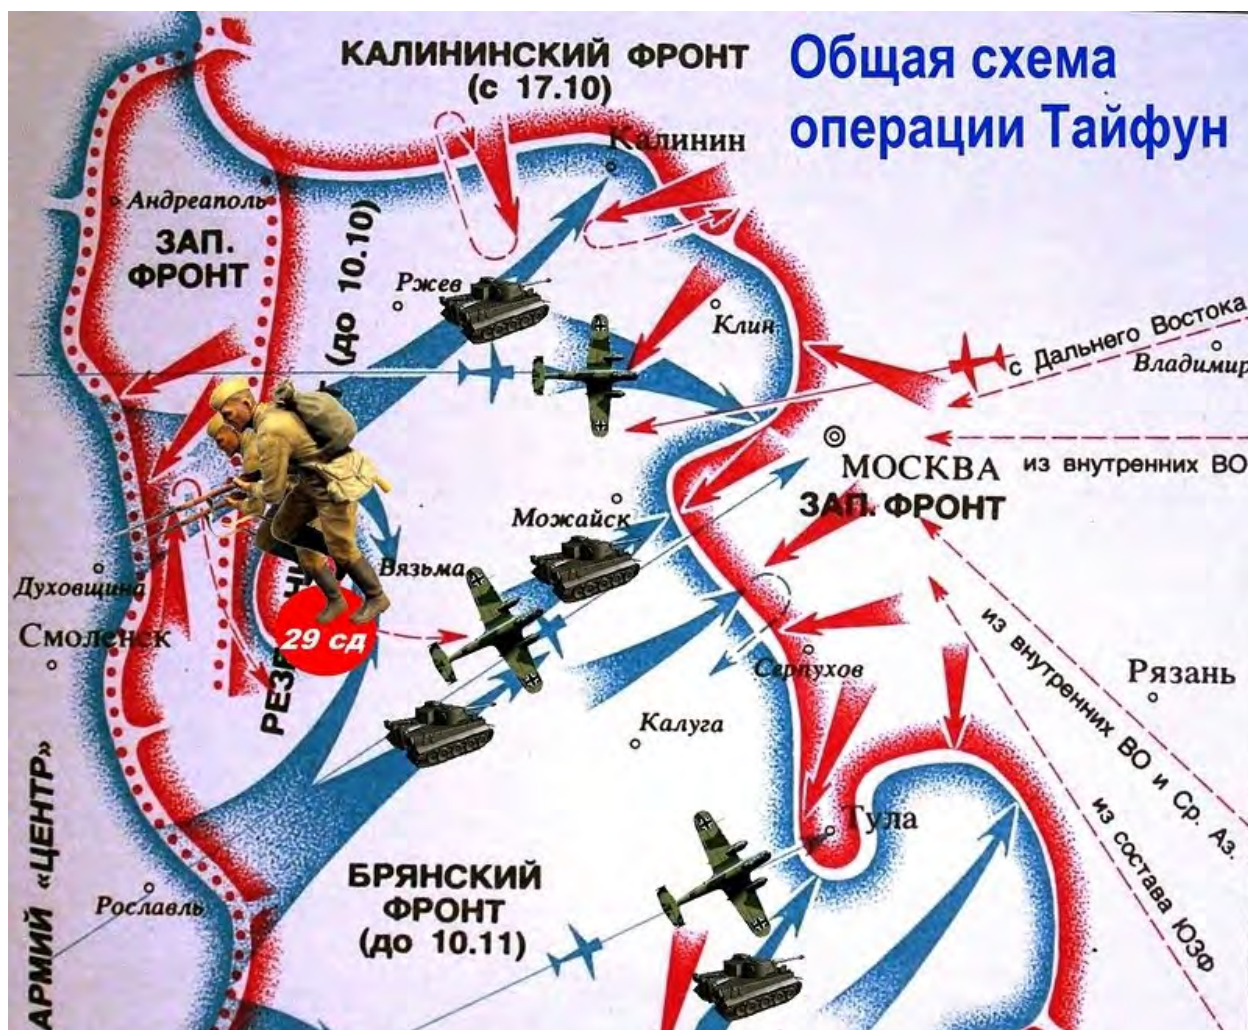 КАЛИНИНСКИЙ ФРОНТ
(с 17.10)
Общая схема
операции Тайфун
Калинин
Андреаполь
ЗАП.
ФРОНТ
(до 10.10)
Ржев
Клин
с Дальнего Востока
Владимир
МОСКВА
из внутренних ВО
ЗАП. ФРОНТ
Можайск
Вязьма
Духовщина
Смоленск
29 сд
Серпухов
Рязань
Калуга
из внутренних ВО и Ср. Аз.
из состава ЮЗФ
АРМИЙ «ЦЕНТР»
Тула
БРЯНСКИЙ
ФРОНТ
(до 10.11)
Рославль